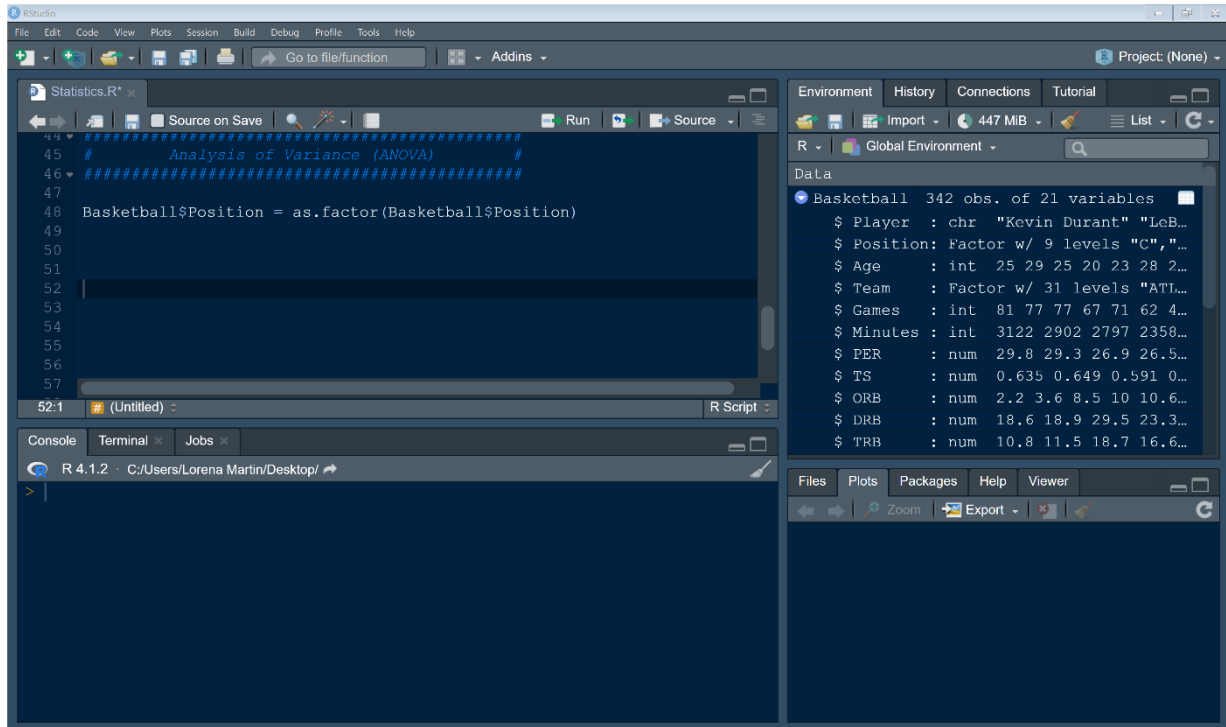 RStudio
File Edit Code View Plots Session Build Debug Profile Tools Help
Go to file/function Addins Project: (None)
Statistics.R*
Source on Save Run Source
44 ##############################################
45 # Analysis of Variance (ANOVA) #
46 ##############################################
47
48 Basketball$Position = as.factor(Basketball$Position)
49
50
51
52
53
54
55
56
57
52:1 # (Untitled) R Script
Console Terminal Jobs
R 4.1.2 · C:/Users/Lorena Martin/Desktop/
>
Environment History Connections Tutorial
Import 447 MiB List
R Global Environment
Data
Basketball 342 obs. of 21 variables
$ Player : chr "Kevin Durant" "LeB…
$ Position: Factor w/ 9 levels "C","…
$ Age : int 25 29 25 20 23 28 2…
$ Team : Factor w/ 31 levels "ATL…
$ Games : int 81 77 77 67 71 62 4…
$ Minutes : int 3122 2902 2797 2358…
$ PER : num 29.8 29.3 26.9 26.5…
$ TS : num 0.635 0.649 0.591 0…
$ ORB : num 2.2 3.6 8.5 10 10.6…
$ DRB : num 18.6 18.9 29.5 23.3…
$ TRB : num 10.8 11.5 18.7 16.6…
Files Plots Packages Help Viewer
Zoom Export